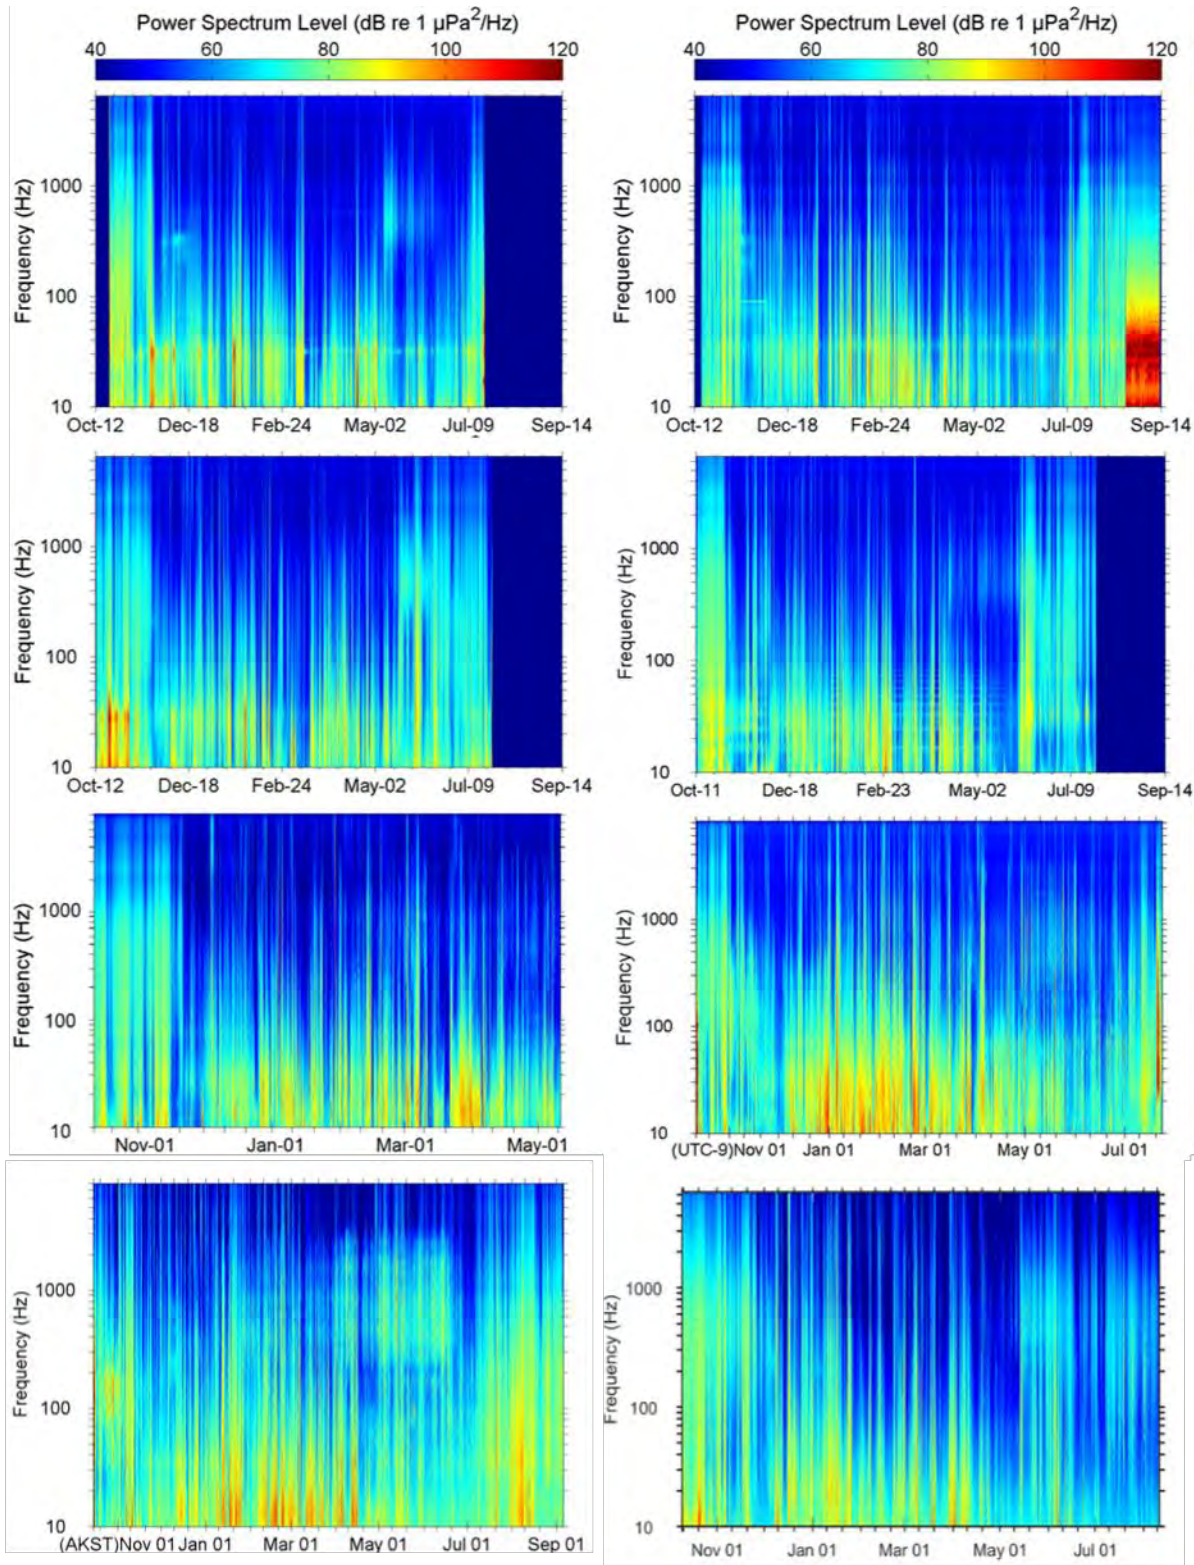 Power Spectrum Level (dB re 1 µPa²/Hz)
40 60 80 100 120
Frequency (Hz)
1000
100
10
Oct-12 Dec-18 Feb-24 May-02 Jul-09 Sep-14
Power Spectrum Level (dB re 1 µPa²/Hz)
40 60 80 100 120
Frequency (Hz)
1000
100
10
Oct-12 Dec-18 Feb-24 May-02 Jul-09 Sep-14
Frequency (Hz)
1000
100
10
Oct-12 Dec-18 Feb-24 May-02 Jul-09 Sep-14
Frequency (Hz)
1000
100
10
Oct-11 Dec-18 Feb-23 May-02 Jul-09 Sep-14
Frequency (Hz)
1000
100
10
Nov-01 Jan-01 Mar-01 May-01
Frequency (Hz)
1000
100
10
(UTC-9) Nov 01 Jan 01 Mar 01 May 01 Jul 01
Frequency (Hz)
1000
100
10
(AKST) Nov 01 Jan 01 Mar 01 May 01 Jul 01 Sep 01
Frequency (Hz)
1000
100
10
Nov 01 Jan 01 Mar 01 May 01 Jul 01